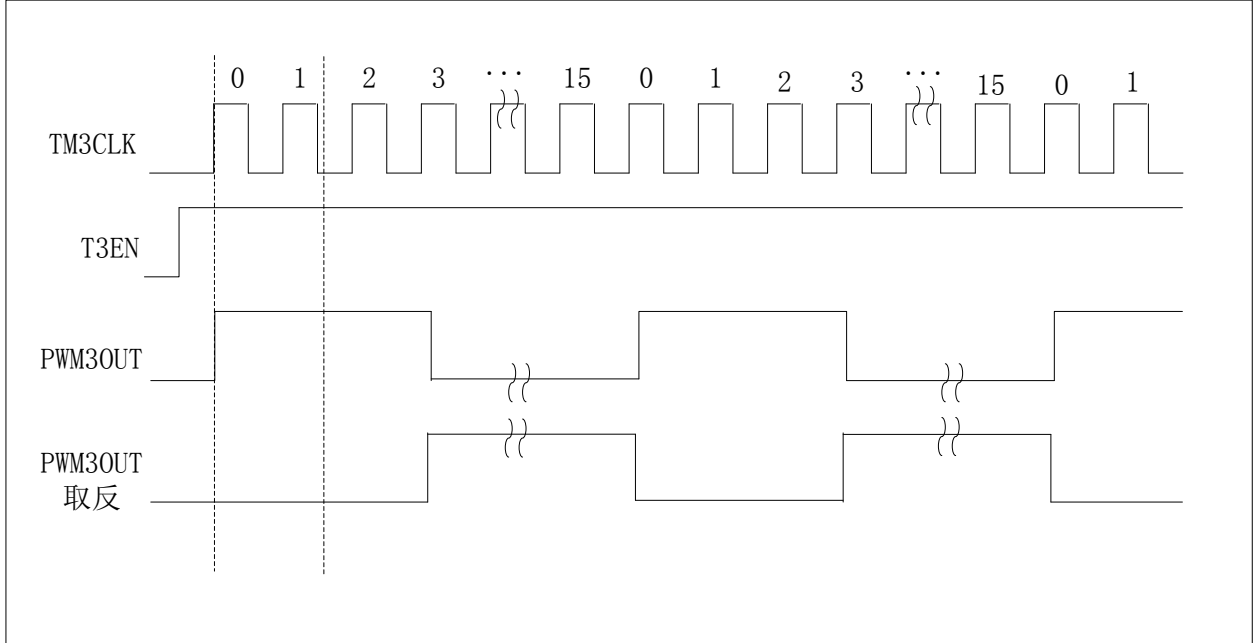 0 1 2 3 ··· 15 0 1 2 3 ··· 15 0 1
TM3CLK
T3EN
PWM3OUT
PWM3OUT
取反